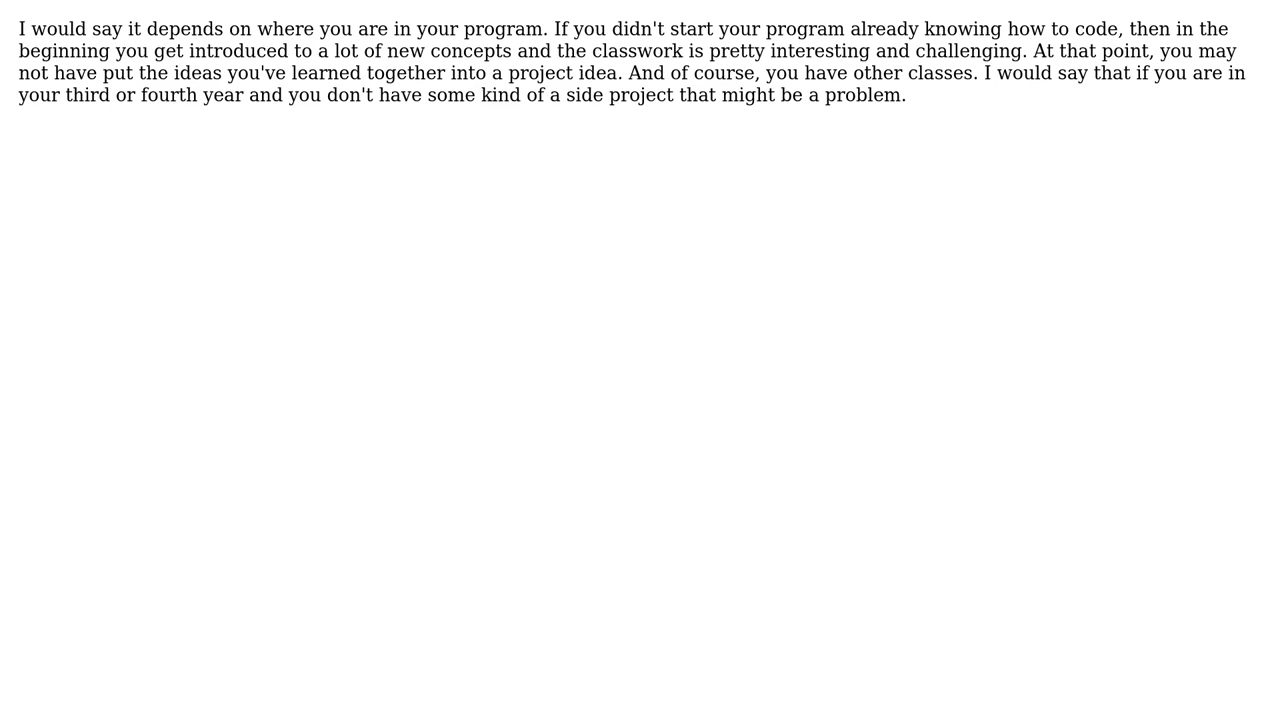 I would say it depends on where you are in your program. If you didn't start your program already knowing how to code, then in the
beginning you get introduced to a lot of new concepts and the classwork is pretty interesting and challenging. At that point, you may
not have put the ideas you've learned together into a project idea. And of course, you have other classes. I would say that if you are in
your third or fourth year and you don't have some kind of a side project that might be a problem.